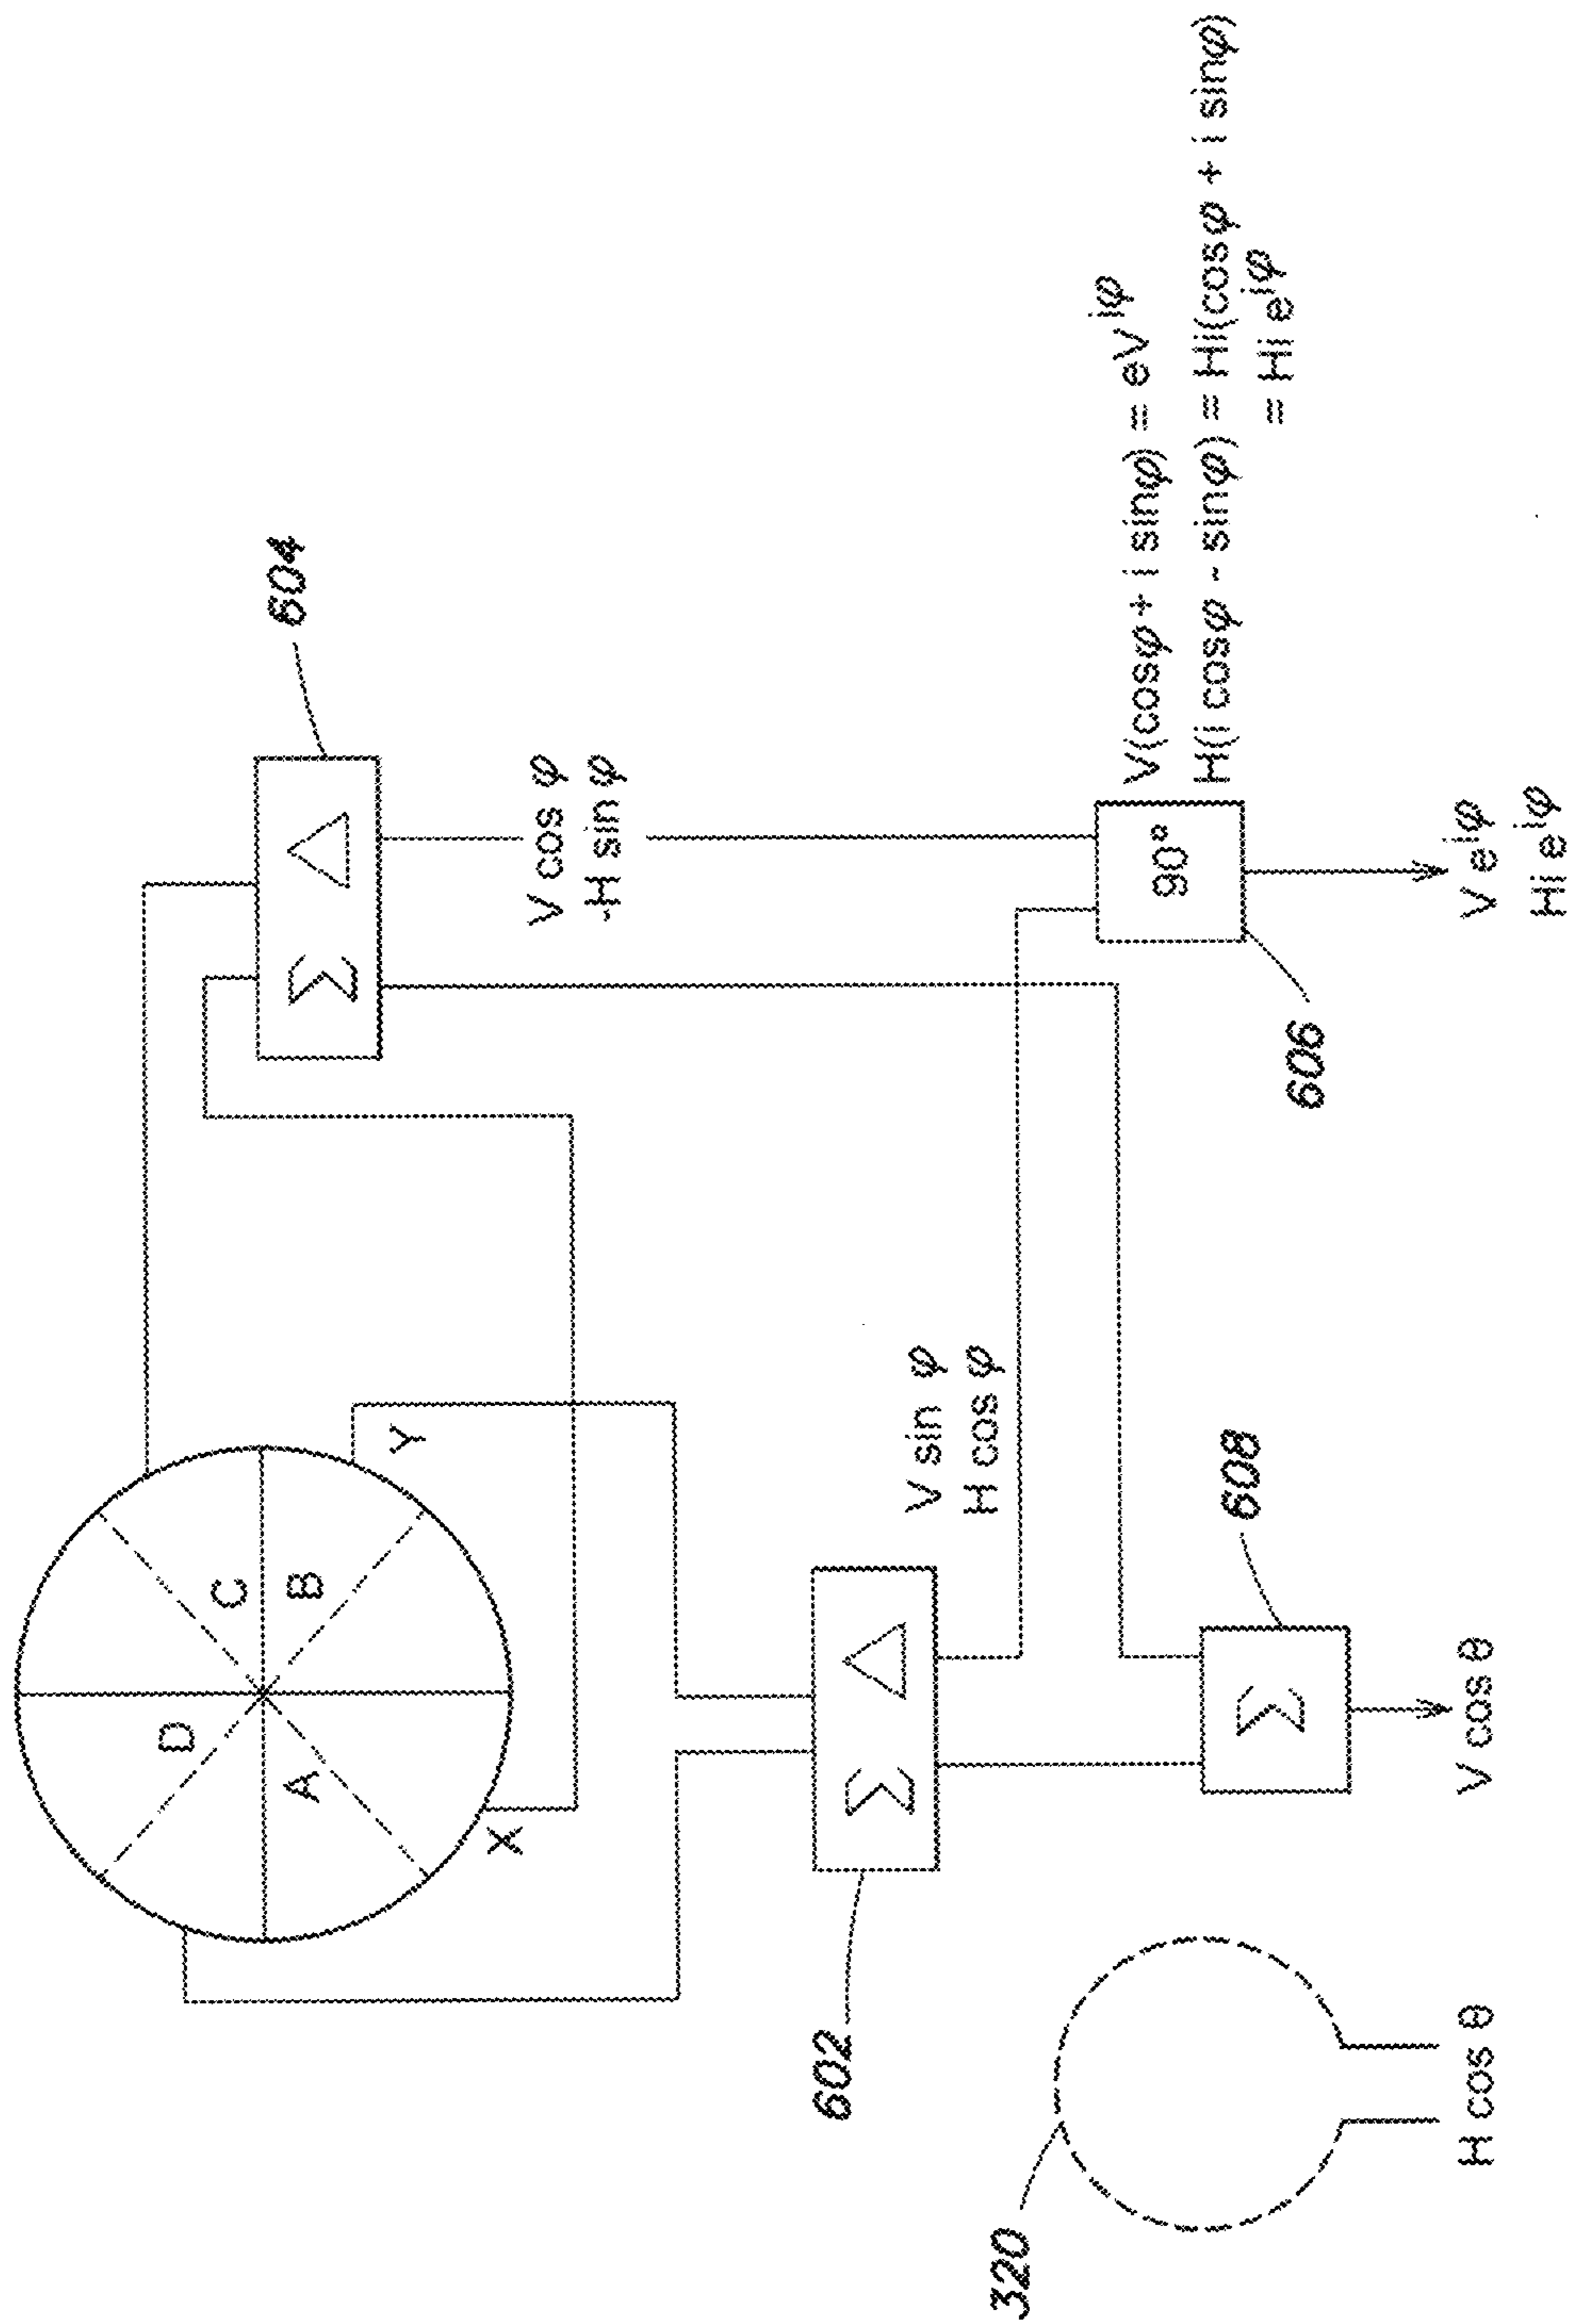 604
D
C
A
B
X
Y
Σ Δ
V cos φ
-H sin φ
602
Σ Δ
V sin φ
H cos φ
90°
606
V(cosφ + i sinφ) = eV^iφ
H(i cosφ - sinφ) = Hi(cosφ + i sinφ)
= Hi e^iφ
608
Σ
320
H cos θ
V cos θ
V e^iφ
Hi e^iφ